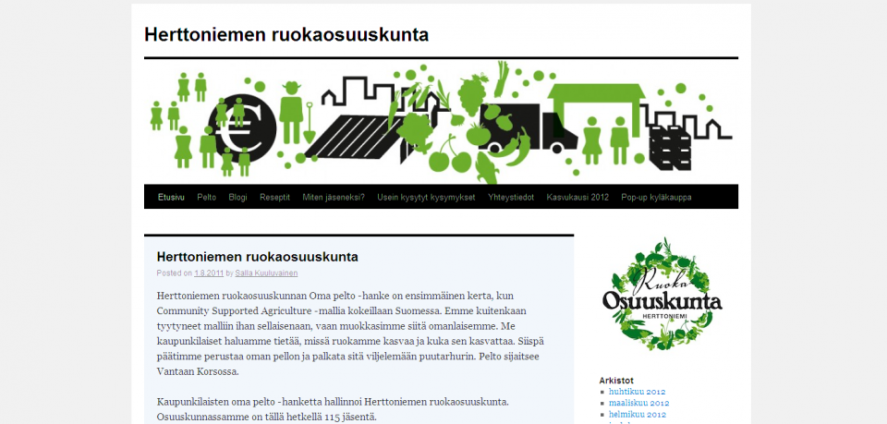 Herttoniemen ruokaosuuskunta
Etusivu Pelto Blogi Reseptit Miten jäseneksi? Usein kysytyt kysymykset Yhteystiedot Kasvukausi 2012 Pop-up kyläkauppa
Herttoniemen ruokaosuuskunta
Posted on 1.8.2011 by Salla Kuuluvainen
Herttoniemen ruokaosuuskunnan Oma pelto -hanke on ensimmäinen kerta, kun
Community Supported Agriculture -mallia kokeillaan Suomessa. Emme kuitenkaan
tyytyneet malliin ihan sellaisenaan, vaan muokkasimme siitä omanlaisemme. Me
kaupunkilaiset haluamme tietää, missä ruokamme kasvaa ja kuka sen kasvattaa. Siispä
päätimme perustaa oman pellon ja palkata sitä viljelemään puutarhurin. Pelto sijaitsee
Vantaan Korsossa.
Kaupunkilaisten oma pelto -hanketta hallinnoi Herttoniemen ruokaosuuskunta.
Osuuskunnassamme on tällä hetkellä 115 jäsentä.
Ruoka
Osuuskunta
HERTTONIEMI
Arkistot
huhtikuu 2012
maaliskuu 2012
helmikuu 2012